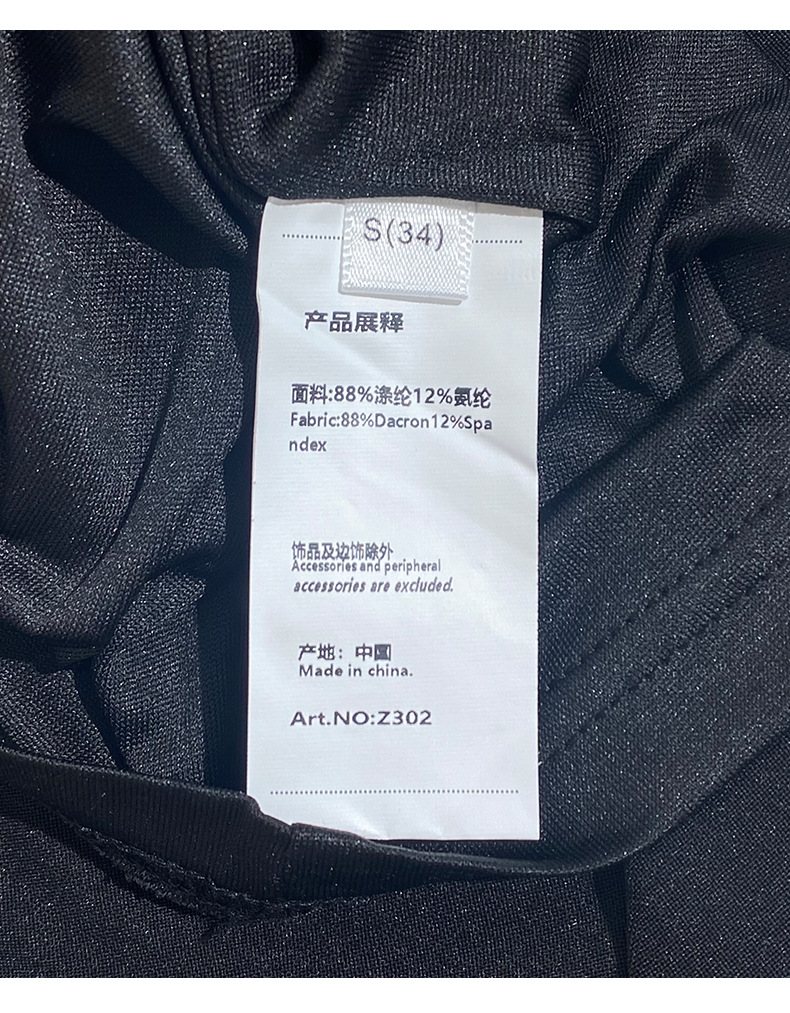 S(34)
产品展释
面料:88%涤纶12%氨纶
Fabric:88%Dacron12%Spa
ndex
饰品及边饰除外
Accessories and peripheral
accessories are excluded.
产地：中国
Made in china.
Art.NO:Z302